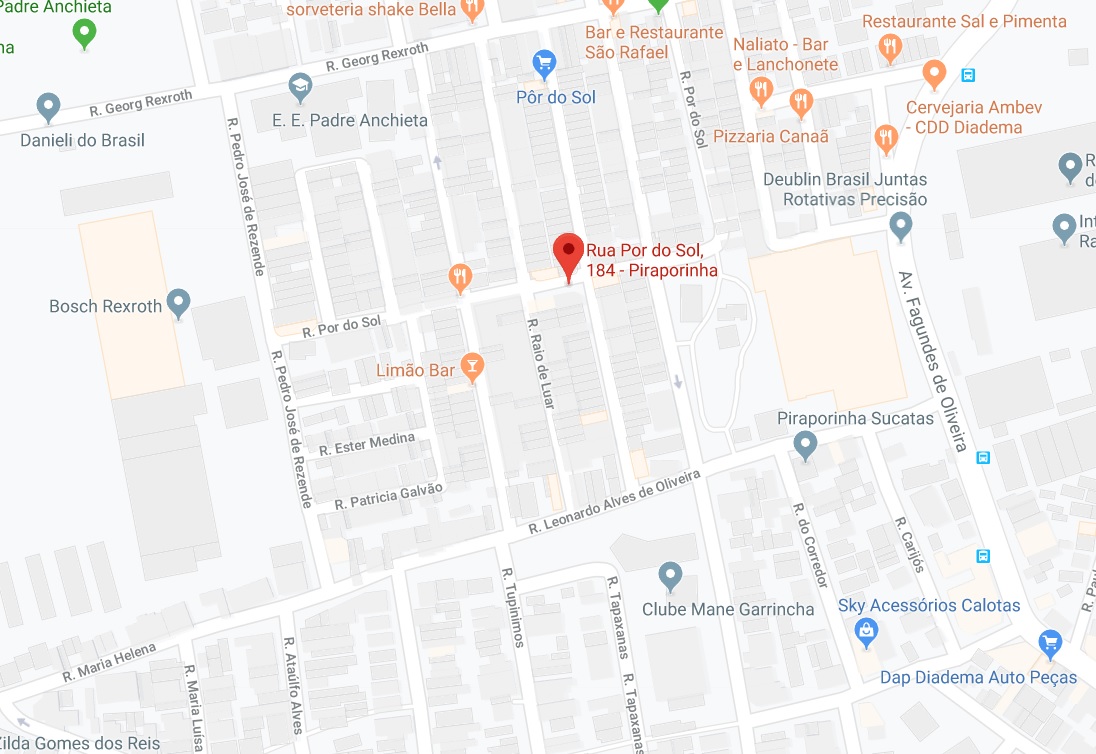 Padre Anchieta
na
sorveteria shake Bella
Bar e Restaurante
São Rafael
Restaurante Sal e Pimenta
Naliato - Bar
e Lanchonete
R. Georg Rexroth
R. Georg Rexroth
Danieli do Brasil
E. E. Padre Anchieta
Pôr do Sol
R. Por do Sol
Pizzaria Canaã
Cervejaria Ambev
- CDD Diadema
R. Pedro José de Rezende
Deublin Brasil Juntas
Rotativas Precisão
R
d
Int
Ra
Rua Por do Sol,
184 - Piraporinha
Bosch Rexroth
R. Por do Sol
R. Raio de Luar
Av. Fagundes de Oliveira
Limão Bar
R. Pedro José de Rezende
R. Ester Medina
R. Patricia Galvão
Piraporinha Sucatas
R. Leonardo Alves de Oliveira
R. do Corredor
R. Carijós
R. Tupinimos
R. Tapaxanas
R. Tapaxanas
Clube Mane Garrincha
Sky Acessórios Calotas
R. Pau
Dap Diadema Auto Peças
R. Maria Helena
R. Maria Luísa
R. Ataúlfo Alves
Zilda Gomes dos Reis